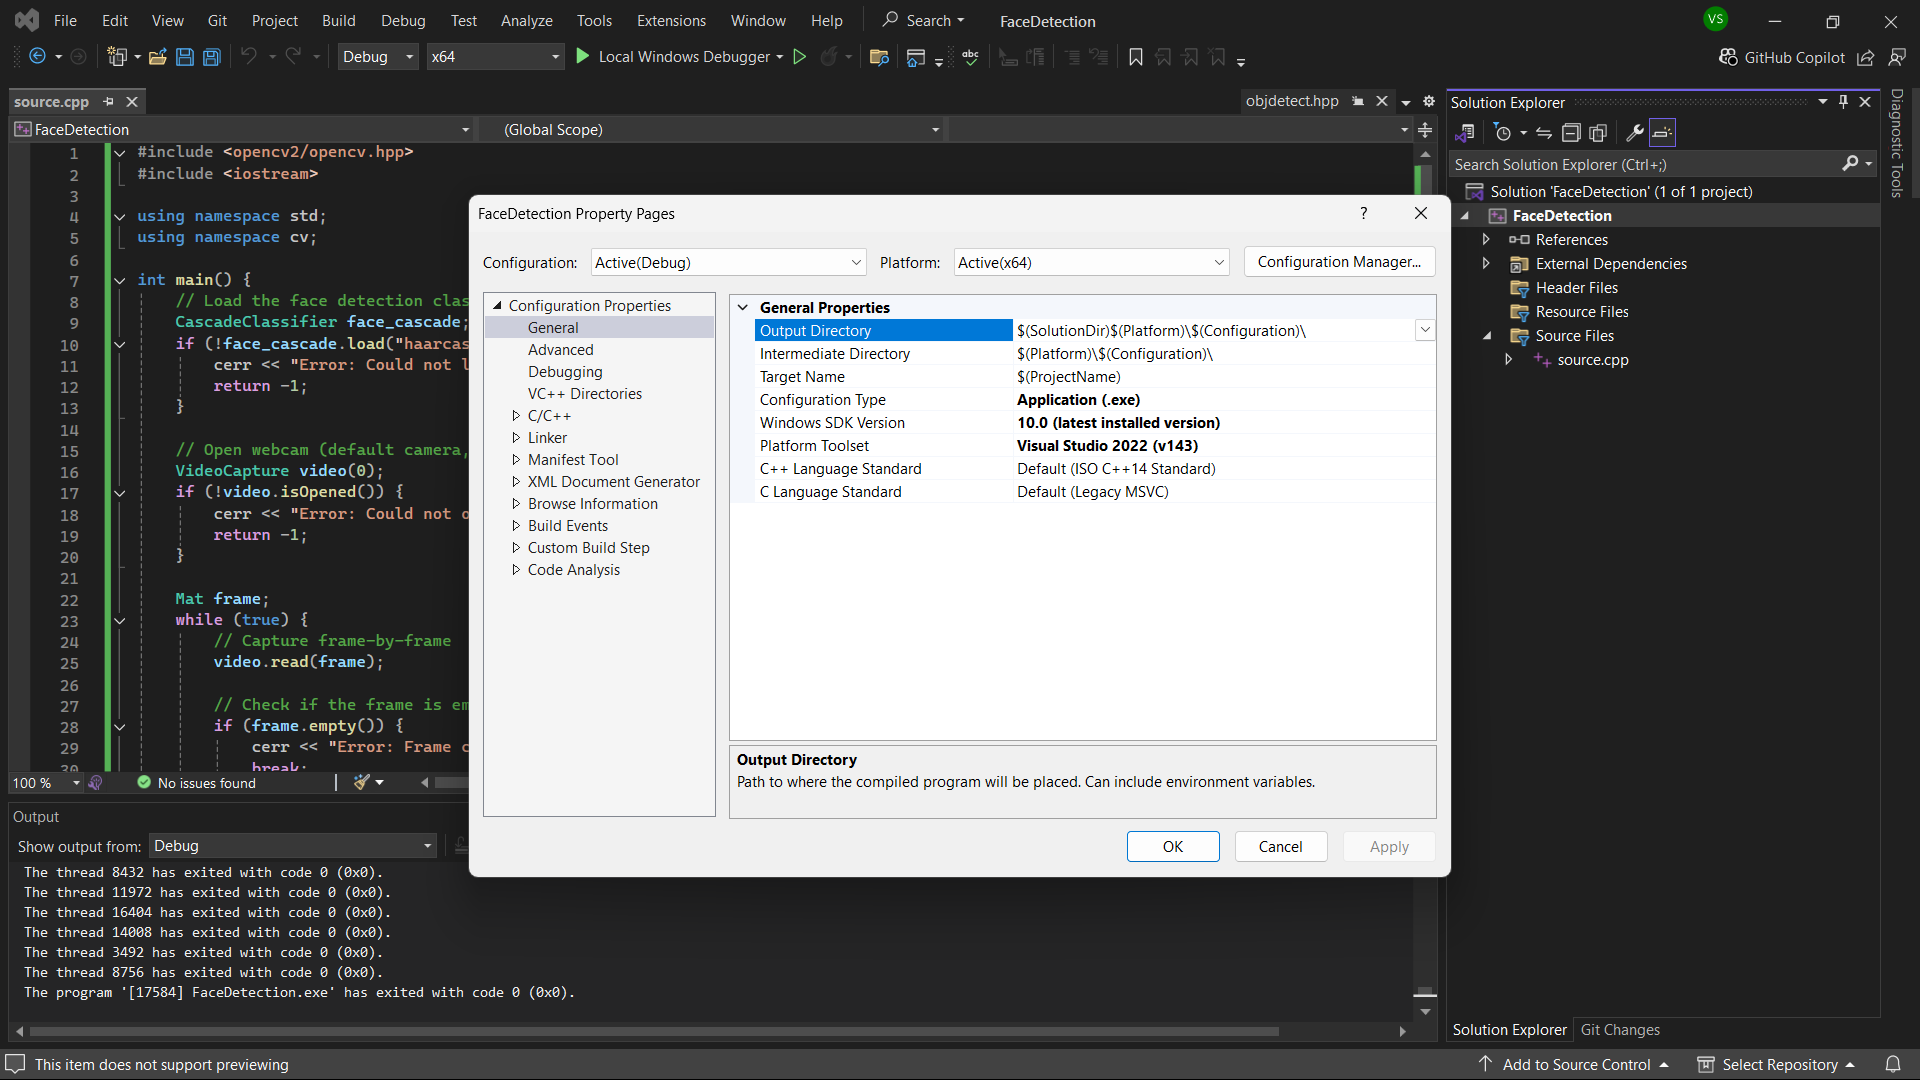 File Edit View Git Project Build Debug Test Analyze Tools Extensions Window Help Search FaceDetection VS
Debug x64 Local Windows Debugger abc GitHub Copilot
source.cpp objdetect.hpp
FaceDetection (Global Scope)
1 #include <opencv2/opencv.hpp>
2 #include <iostream>
3
4 using namespace std;
5 using namespace cv;
6
7 int main() {
8 // Load the face detection clas
9 CascadeClassifier face_cascade;
10 if (!face_cascade.load("haarcas
11 cerr << "Error: Could not l
12 return -1;
13 }
14
15 // Open webcam (default camera,
16 VideoCapture video(0);
17 if (!video.isOpened()) {
18 cerr << "Error: Could not o
19 return -1;
20 }
21
22 Mat frame;
23 while (true) {
24 // Capture frame-by-frame
25 video.read(frame);
26
27 // Check if the frame is em
28 if (frame.empty()) {
29 cerr << "Error: Frame c
30 break;
100 % No issues found
Output
Show output from: Debug
The thread 8432 has exited with code 0 (0x0).
The thread 11972 has exited with code 0 (0x0).
The thread 16404 has exited with code 0 (0x0).
The thread 14008 has exited with code 0 (0x0).
The thread 3492 has exited with code 0 (0x0).
The thread 8756 has exited with code 0 (0x0).
The program '[17584] FaceDetection.exe' has exited with code 0 (0x0).
FaceDetection Property Pages ?
Configuration: Active(Debug) Platform: Active(x64) Configuration Manager...
Configuration Properties
General
Advanced
Debugging
VC++ Directories
C/C++
Linker
Manifest Tool
XML Document Generator
Browse Information
Build Events
Custom Build Step
Code Analysis
General Properties
Output Directory $(SolutionDir)$(Platform)\$(Configuration)\
Intermediate Directory $(Platform)\$(Configuration)\
Target Name $(ProjectName)
Configuration Type Application (.exe)
Windows SDK Version 10.0 (latest installed version)
Platform Toolset Visual Studio 2022 (v143)
C++ Language Standard Default (ISO C++14 Standard)
C Language Standard Default (Legacy MSVC)
Output Directory
Path to where the compiled program will be placed. Can include environment variables.
OK Cancel Apply
Solution Explorer
Search Solution Explorer (Ctrl+;)
Solution 'FaceDetection' (1 of 1 project)
FaceDetection
References
External Dependencies
Header Files
Resource Files
Source Files
source.cpp
Solution Explorer Git Changes
Diagnostic Tools
This item does not support previewing Add to Source Control Select Repository